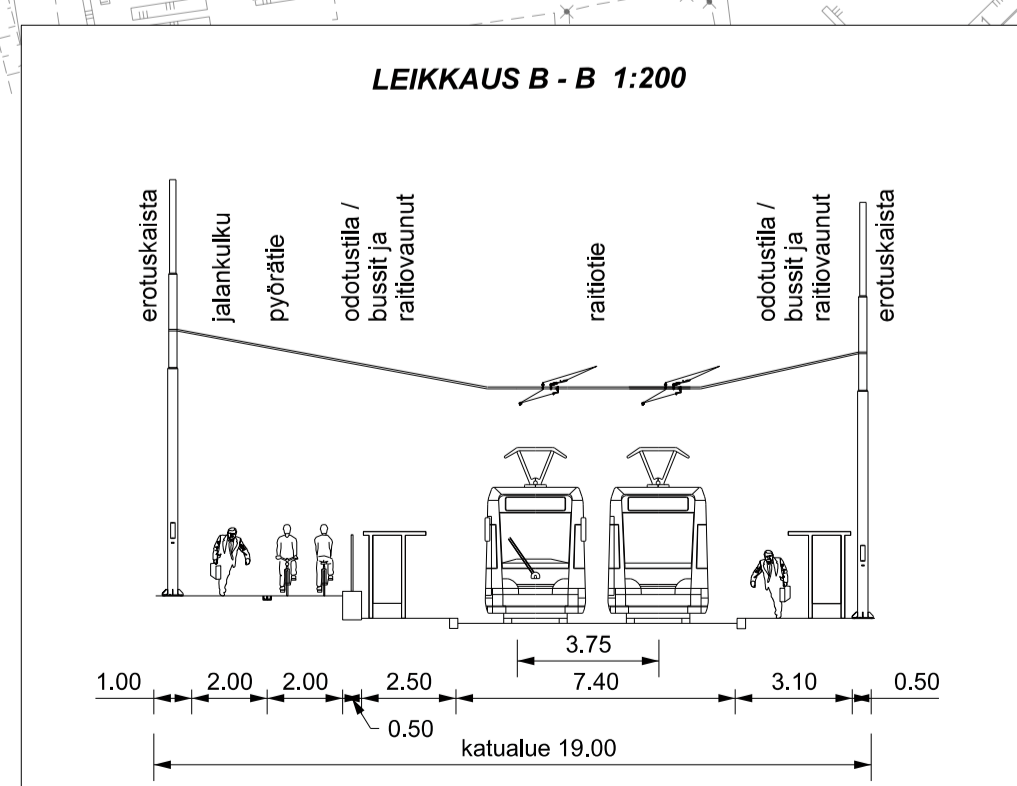 LEIKKAUS B - B 1:200
erotuskaista
jalankulku
pyörätie
odotustila /
bussit ja
raitiovaunut
raitiotie
odotustila /
bussit ja
raitiovaunut
erotuskaista
3.75
1.00 2.00 2.00 2.50 7.40 3.10 0.50
0.50
katualue 19.00